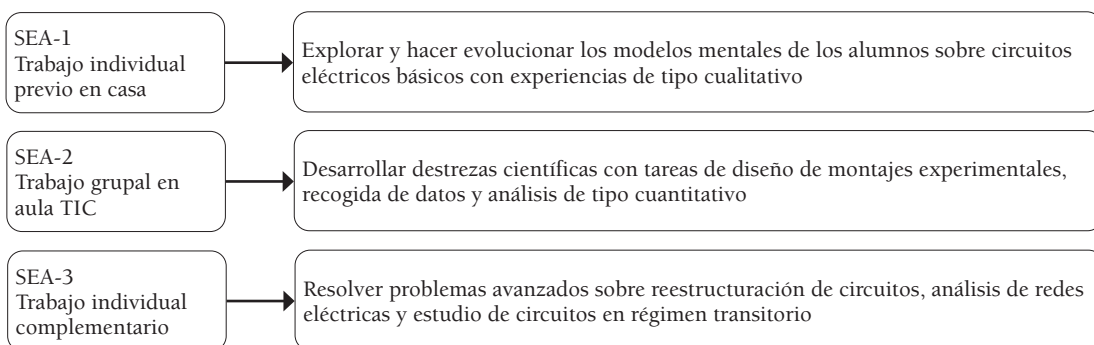 SEA-1
Trabajo individual
previo en casa
Explorar y hacer evolucionar los modelos mentales de los alumnos sobre circuitos
eléctricos básicos con experiencias de tipo cualitativo
SEA-2
Trabajo grupal en
aula TIC
Desarrollar destrezas científicas con tareas de diseño de montajes experimentales,
recogida de datos y análisis de tipo cuantitativo
SEA-3
Trabajo individual
complementario
Resolver problemas avanzados sobre reestructuración de circuitos, análisis de redes
eléctricas y estudio de circuitos en régimen transitorio